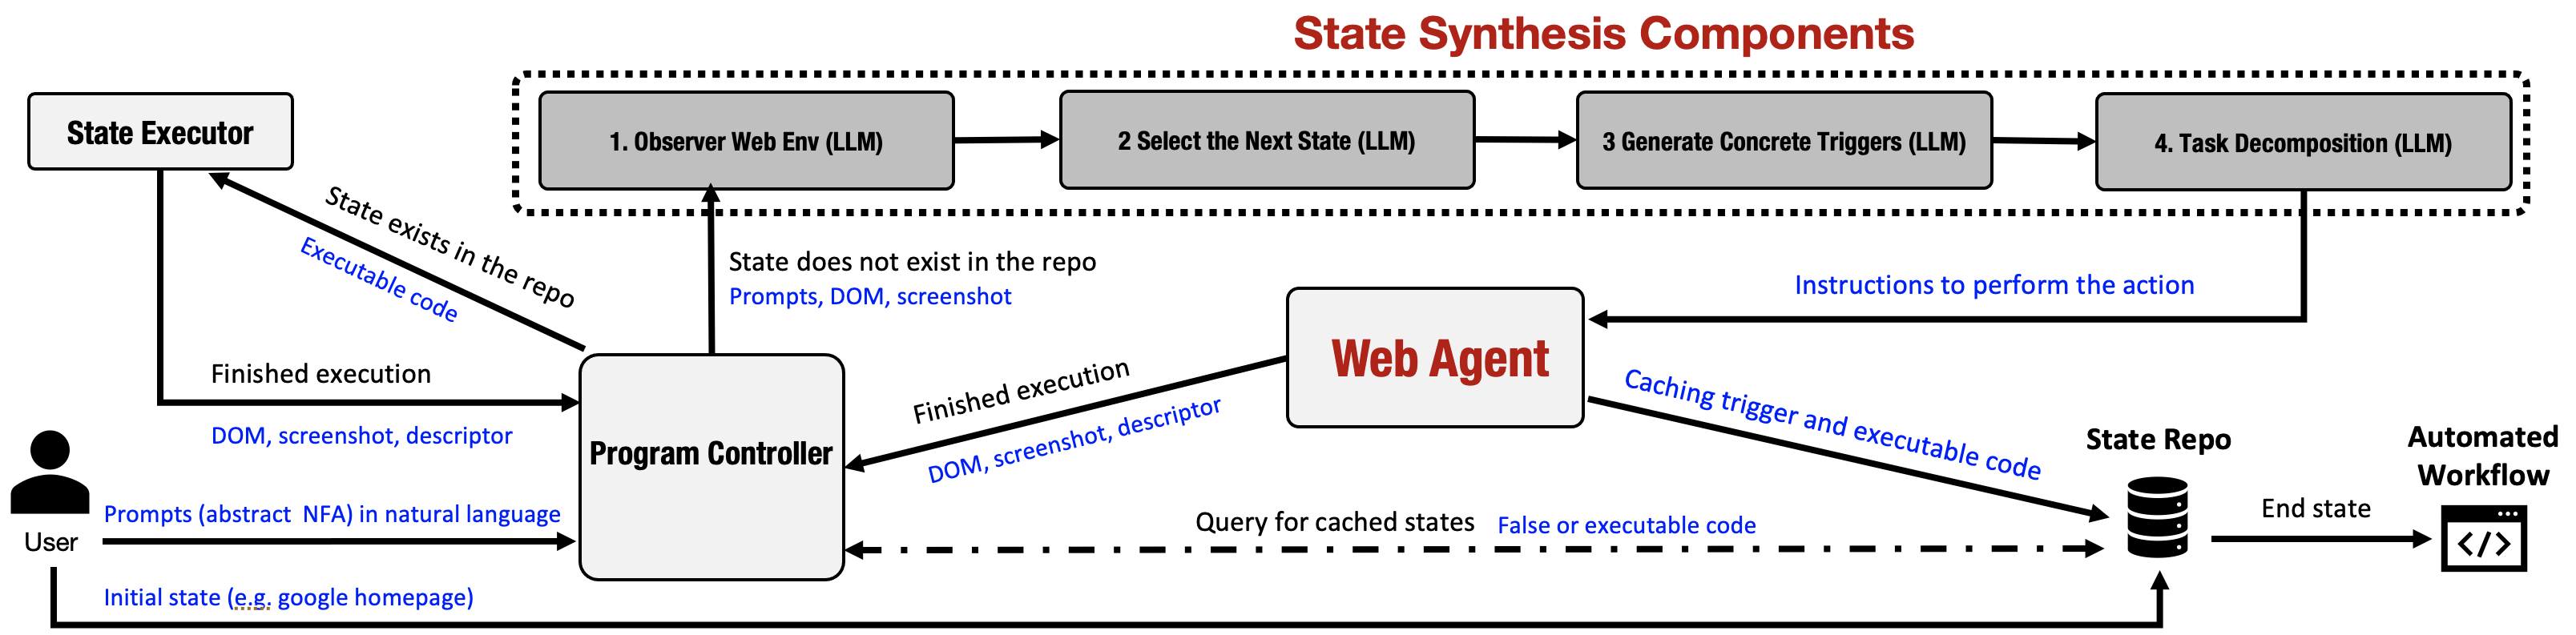 State Synthesis Components
State Executor
1. Observer Web Env (LLM)
2 Select the Next State (LLM)
3 Generate Concrete Triggers (LLM)
4. Task Decomposition (LLM)
State exists in the repo
Executable code
State does not exist in the repo
Prompts, DOM, screenshot
Instructions to perform the action
Web Agent
Finished execution
DOM, screenshot, descriptor
Program Controller
Finished execution
DOM, screenshot, descriptor
Caching trigger and executable code
State Repo
Automated
Workflow
User
Prompts (abstract NFA) in natural language
Query for cached states False or executable code
End state
Initial state (e.g. google homepage)